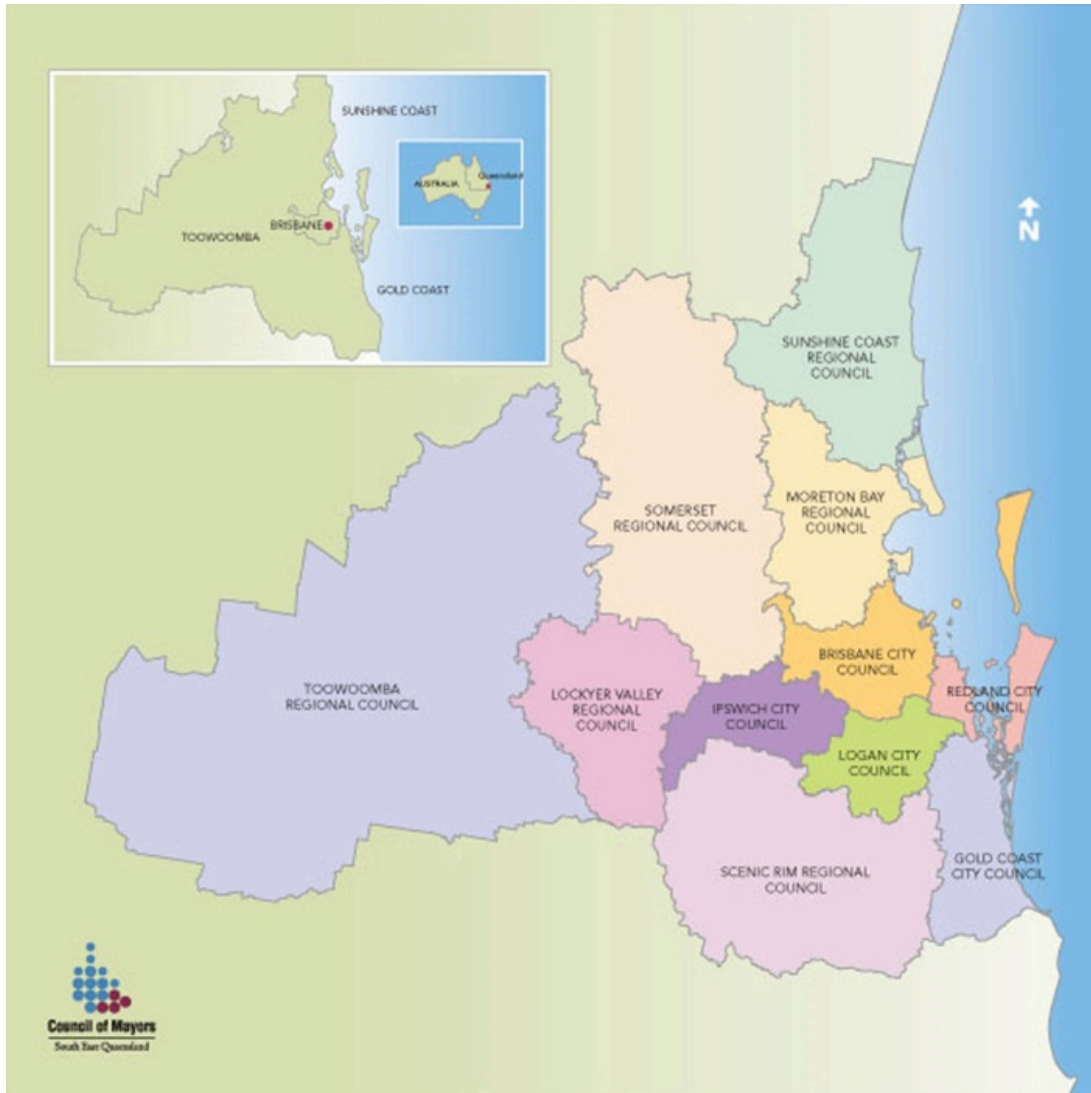 SUNSHINE COAST
AUSTRALIA
Queensland
BRISBANE
TOOWOOMBA
GOLD COAST
N
SUNSHINE COAST
REGIONAL
COUNCIL
MORETON BAY
REGIONAL
COUNCIL
SOMERSET
REGIONAL COUNCIL
BRISBANE CITY
COUNCIL
TOOWOOMBA
REGIONAL COUNCIL
LOCKYER VALLEY
REGIONAL
COUNCIL
IPSWICH CITY
COUNCIL
REDLAND CITY
COUNCIL
LOGAN CITY
COUNCIL
SCENIC RIM REGIONAL
COUNCIL
GOLD COAST
CITY COUNCIL
Council of Mayors
South East Queensland